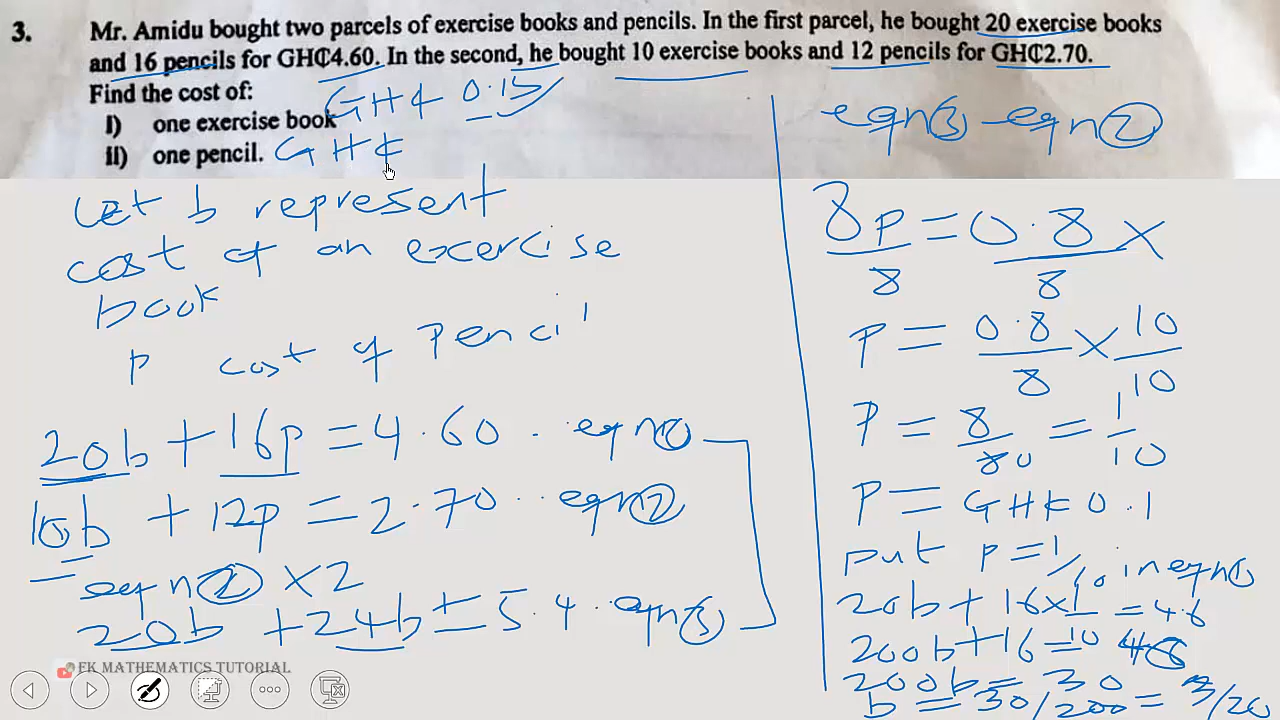 3. Mr. Amidu bought two parcels of exercise books and pencils. In the first parcel, he bought 20 exercise books
and 16 pencils for GH₵4.60. In the second, he bought 10 exercise books and 12 pencils for GH₵2.70.
Find the cost of:
I) one exercise book GH¢ 0.15
II) one pencil. GH¢
Let b represent
cost of an excercise
book
p cost of Pencil
20b + 16p = 4.60 . eqn①
10b + 12p = 2.70 .. eqn②
eqn② ×2
20b + 24b = 5.4 . eqn③
eqn③ - eqn②
8p = 0.8 ×
8 8
P = 0.8 × 10
8 10
P = 8 = 1
80 10
P = GH¢ 0.1
put p = 1/10 in eqn①
20b + 16×1 = 4.6
10
200b + 16 = 46
200b = 30
b = 30/200 = 3/20
FK MATHEMATICS TUTORIAL